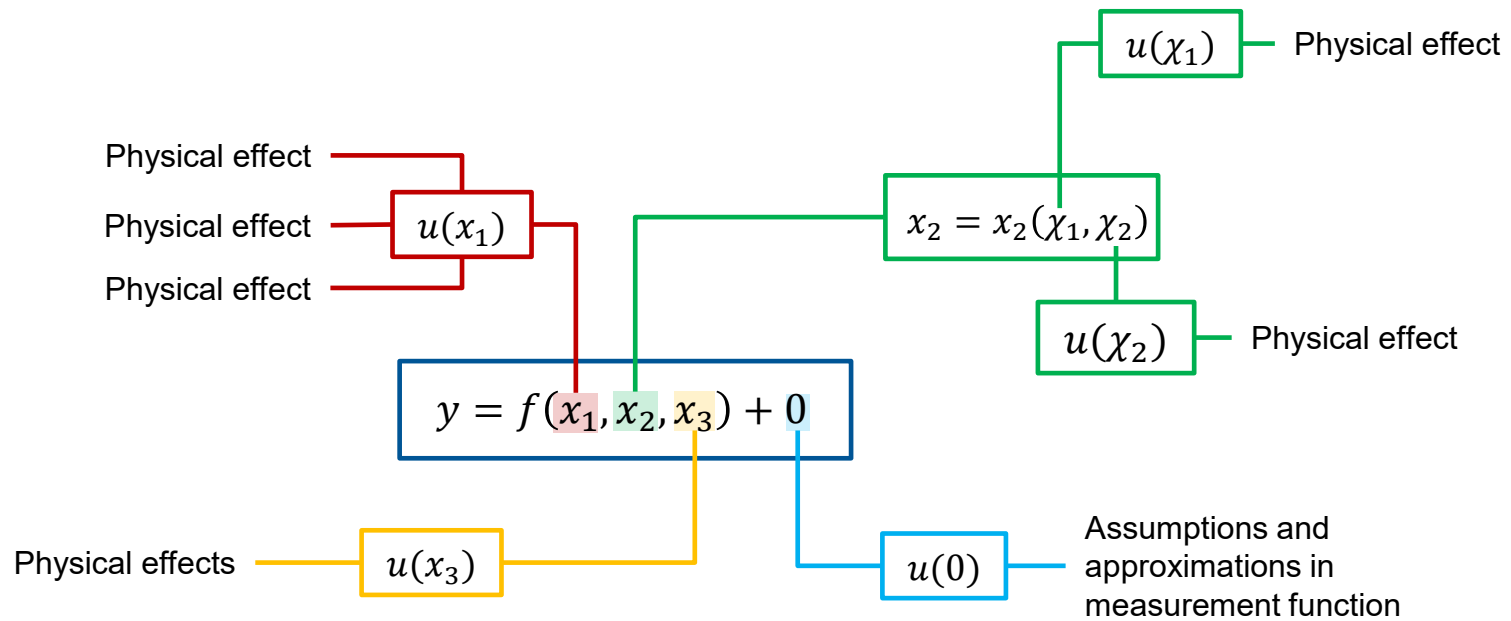 u(χ₁)
Physical effect
Physical effect
Physical effect
u(x₁)
x₂ = x₂(χ₁, χ₂)
Physical effect
u(χ₂)
Physical effect
y = f(x₁, x₂, x₃) + 0
Physical effects
u(x₃)
u(0)
Assumptions and
approximations in
measurement function